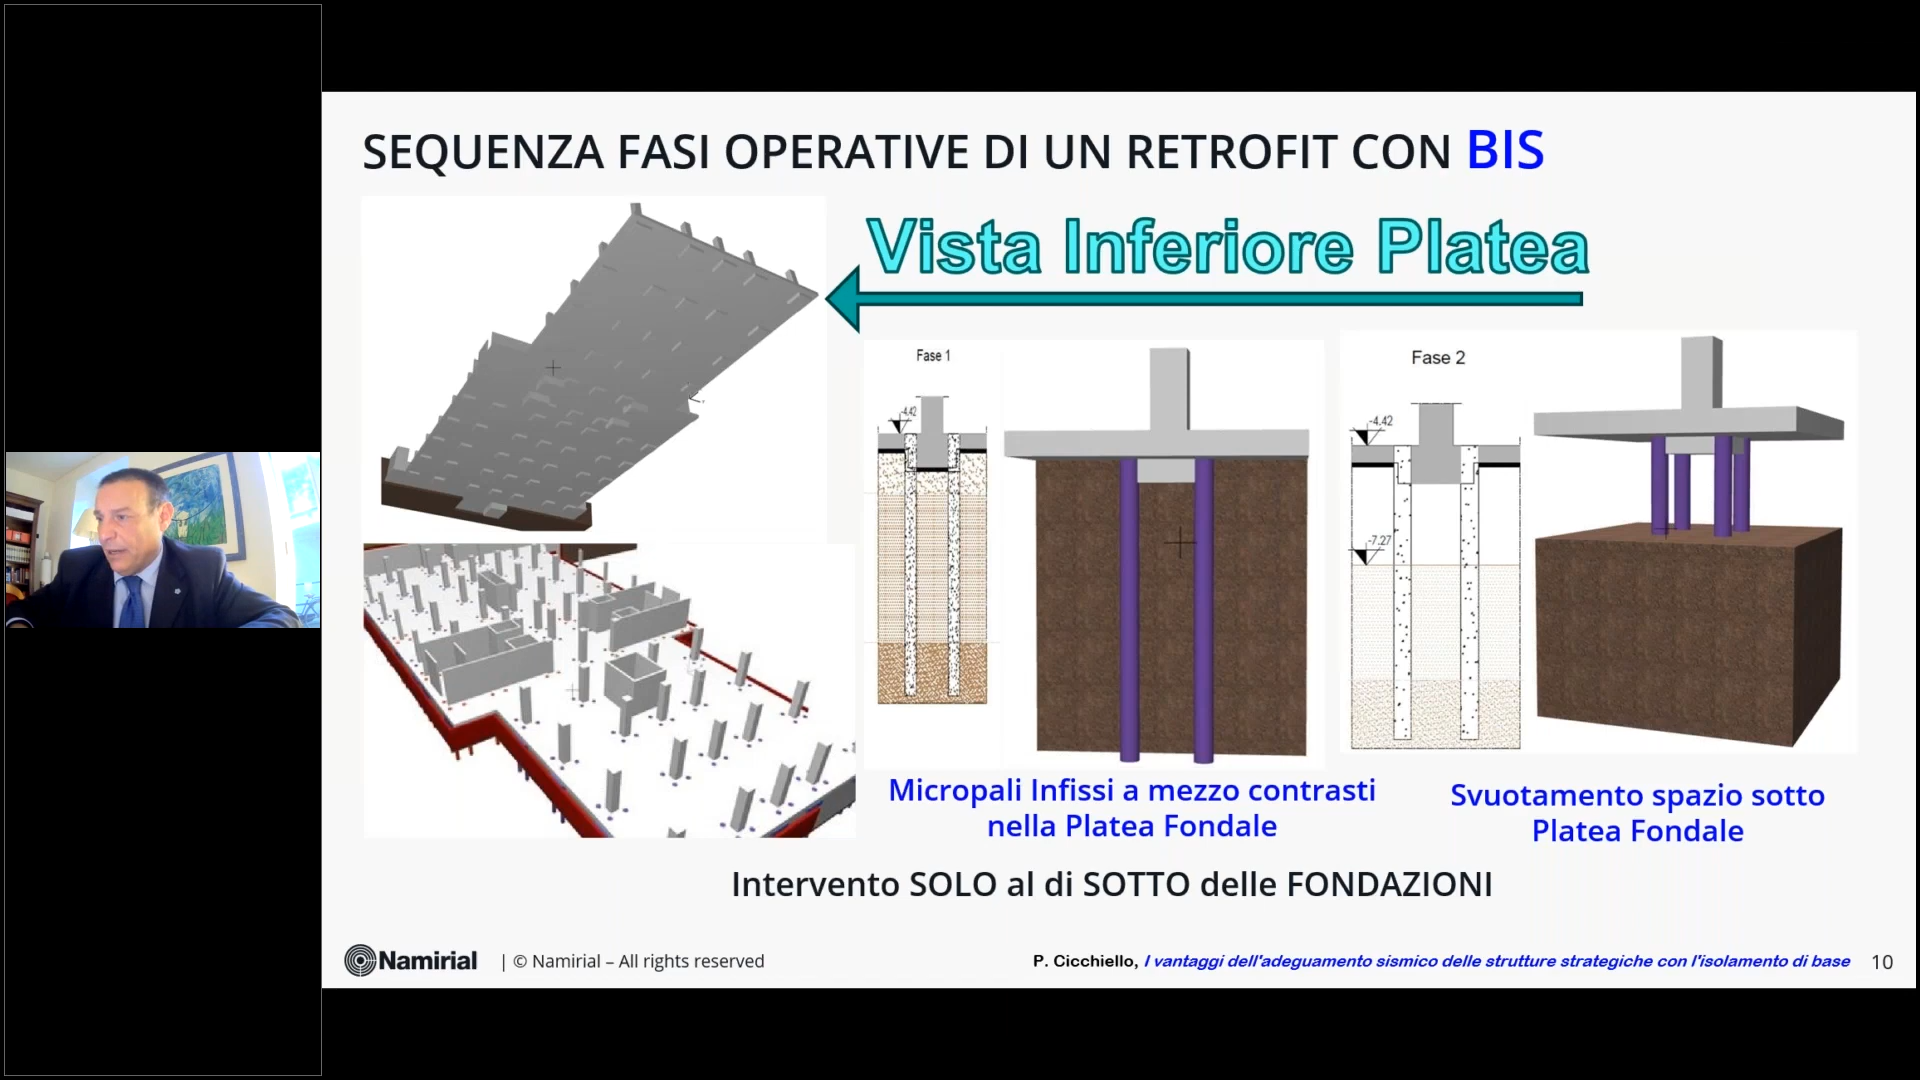 SEQUENZA FASI OPERATIVE DI UN RETROFIT CON BIS
Vista Inferiore Platea
Fase 1
-4.42
Fase 2
-4.42
-7.27
Micropali Infissi a mezzo contrasti
nella Platea Fondale
Svuotamento spazio sotto
Platea Fondale
Intervento SOLO al di SOTTO delle FONDAZIONI
Namirial | © Namirial – All rights reserved
P. Cicchiello, I vantaggi dell'adeguamento sismico delle strutture strategiche con l'isolamento di base 10